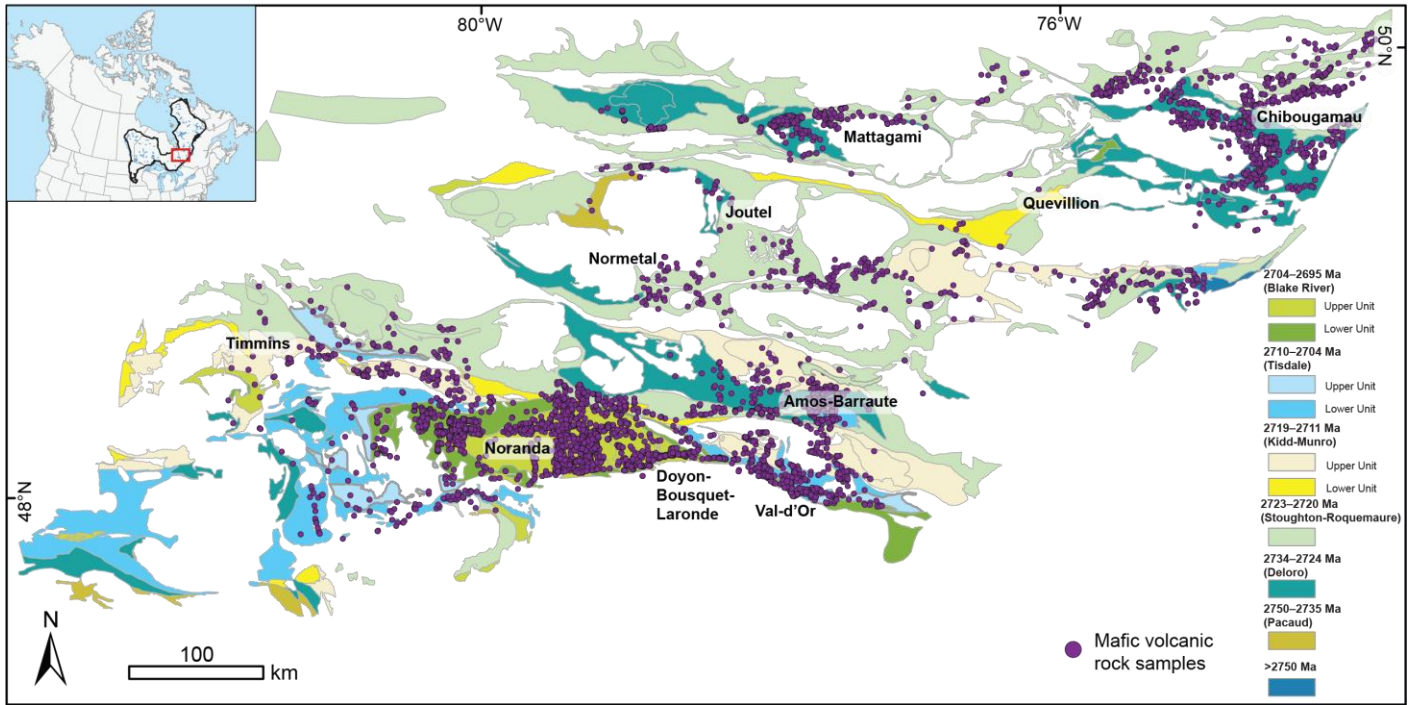 80°W
76°W
50°N
Chibougamau
Mattagami
Quevillion
Joutel
Normetal
Timmins
Amos-Barraute
Noranda
Doyon-
Bousquet-
Laronde
Val-d'Or
48°N
2704–2695 Ma
(Blake River)
Upper Unit
Lower Unit
2710–2704 Ma
(Tisdale)
Upper Unit
Lower Unit
2719–2711 Ma
(Kidd-Munro)
Upper Unit
Lower Unit
2723–2720 Ma
(Stoughton-Roquemaure)
2734–2724 Ma
(Deloro)
2750–2735 Ma
(Pacaud)
>2750 Ma
Mafic volcanic
rock samples
N
100
km